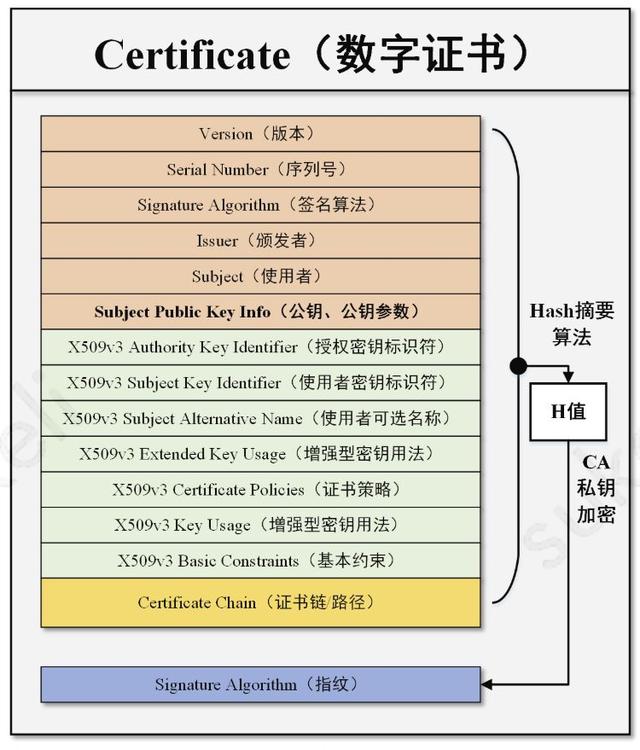 Certificate（数字证书）
Version（版本）
Serial Number（序列号）
Signature Algorithm（签名算法）
Issuer（颁发者）
Subject（使用者）
Subject Public Key Info（公钥、公钥参数）
X509v3 Authority Key Identifier（授权密钥标识符）
X509v3 Subject Key Identifier（使用者密钥标识符）
X509v3 Subject Alternative Name（使用者可选名称）
X509v3 Extended Key Usage（增强型密钥用法）
X509v3 Certificate Policies（证书策略）
X509v3 Key Usage（增强型密钥用法）
X509v3 Basic Constraints（基本约束）
Certificate Chain（证书链/路径）
Hash摘要
算法
H值
CA
私钥
加密
Signature Algorithm（指纹）